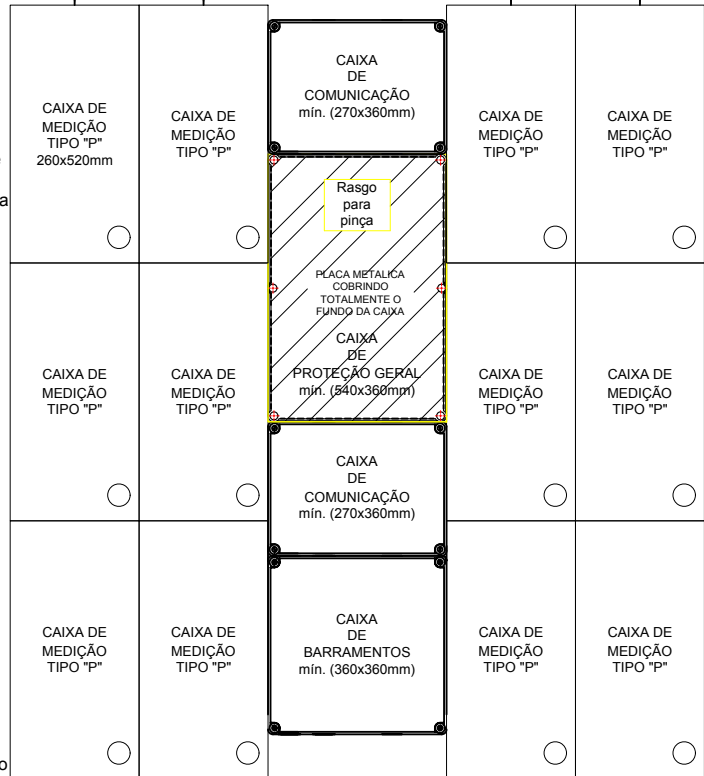 CAIXA DE
MEDIÇÃO
TIPO "P"
260x520mm
CAIXA DE
MEDIÇÃO
TIPO "P"
CAIXA
DE
COMUNICAÇÃO
mín. (270x360mm)
CAIXA DE
MEDIÇÃO
TIPO "P"
CAIXA DE
MEDIÇÃO
TIPO "P"
e
a
Rasgo
para
pinça
PLACA METALICA
COBRINDO
TOTALMENTE O
FUNDO DA CAIXA
CAIXA
DE
PROTEÇÃO GERAL
mín. (540x360mm)
CAIXA DE
MEDIÇÃO
TIPO "P"
CAIXA DE
MEDIÇÃO
TIPO "P"
CAIXA DE
MEDIÇÃO
TIPO "P"
CAIXA DE
MEDIÇÃO
TIPO "P"
CAIXA
DE
COMUNICAÇÃO
mín. (270x360mm)
CAIXA DE
MEDIÇÃO
TIPO "P"
CAIXA DE
MEDIÇÃO
TIPO "P"
CAIXA
DE
BARRAMENTOS
mín. (360x360mm)
CAIXA DE
MEDIÇÃO
TIPO "P"
CAIXA DE
MEDIÇÃO
TIPO "P"
o